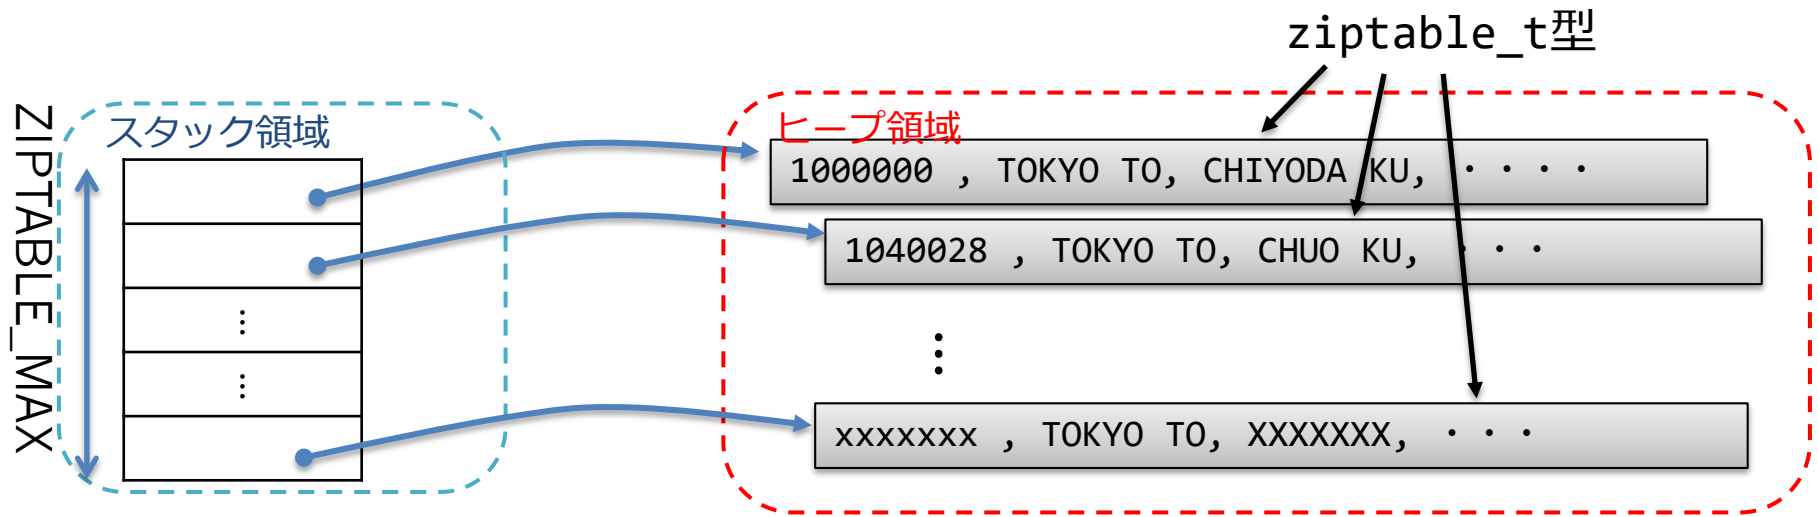 ziptable_t型
ZIPTABLE_MAX
スタック領域
⋮
⋮
ヒープ領域
1000000 , TOKYO TO, CHIYODA KU, ・・・・
1040028 , TOKYO TO, CHUO KU, ・・・
⋮
xxxxxxx , TOKYO TO, XXXXXXX, ・・・